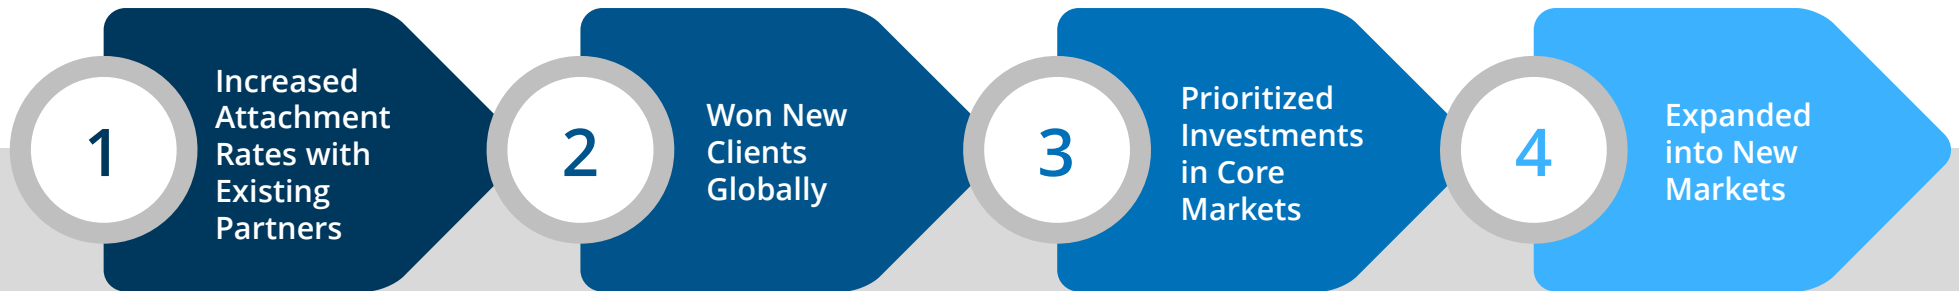 1
Increased
Attachment
Rates with
Existing
Partners
2
Won New
Clients
Globally
3
Prioritized
Investments
in Core
Markets
4
Expanded
into New
Markets